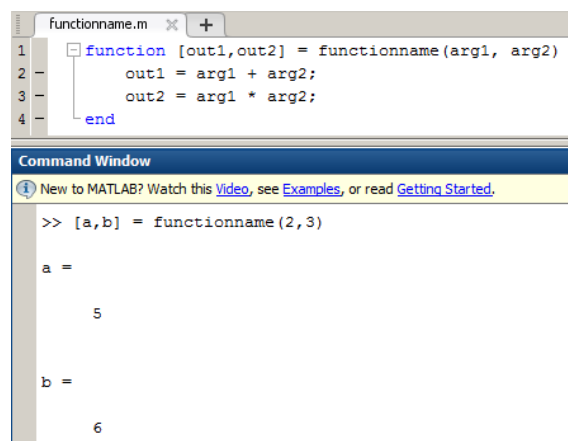 functionname.m
1 function [out1,out2] = functionname(arg1, arg2)
2 - out1 = arg1 + arg2;
3 - out2 = arg1 * arg2;
4 - end
Command Window
New to MATLAB? Watch this Video, see Examples, or read Getting Started.
>> [a,b] = functionname(2,3)
a =
5
b =
6